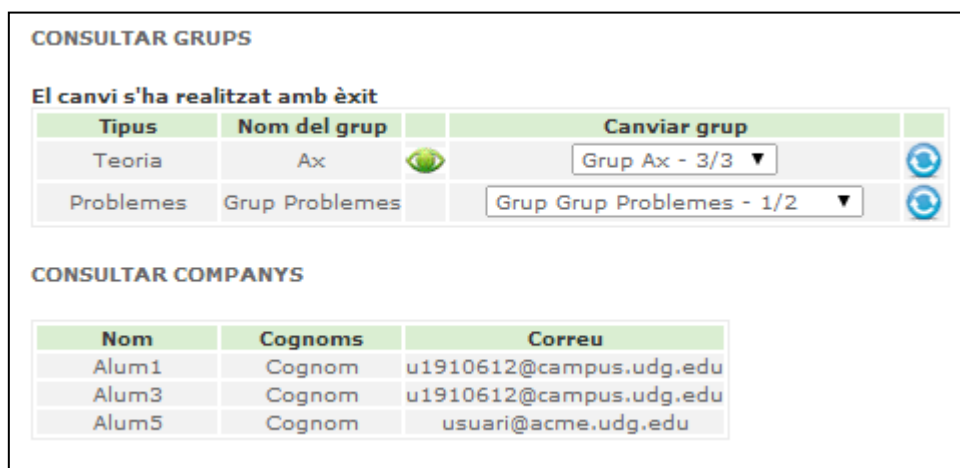 CONSULTAR GRUPS
El canvi s'ha realitzat amb èxit
Tipus Nom del grup Canviar grup
Teoria Ax Grup Ax - 3/3
Problemes Grup Problemes Grup Grup Problemes - 1/2
CONSULTAR COMPANYS
Nom Cognoms Correu
Alum1 Cognom u1910612@campus.udg.edu
Alum3 Cognom u1910612@campus.udg.edu
Alum5 Cognom usuari@acme.udg.edu